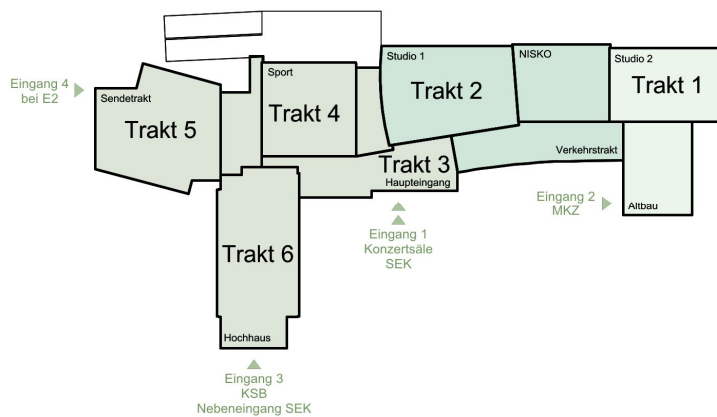 Studio 1
NISKO
Studio 2
Sport
Trakt 1
Trakt 2
Eingang 4
bei E2
Sendetrakt
Trakt 4
Trakt 5
Verkehrstrakt
Trakt 3
Haupteingang
Eingang 2
MKZ
Altbau
Eingang 1
Konzertsäle
SEK
Trakt 6
Hochhaus
Eingang 3
KSB
Nebeneingang SEK